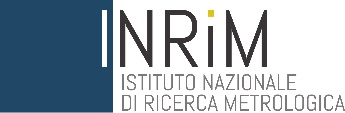 INRiM
ISTITUTO NAZIONALE
DI RICERCA METROLOGICA